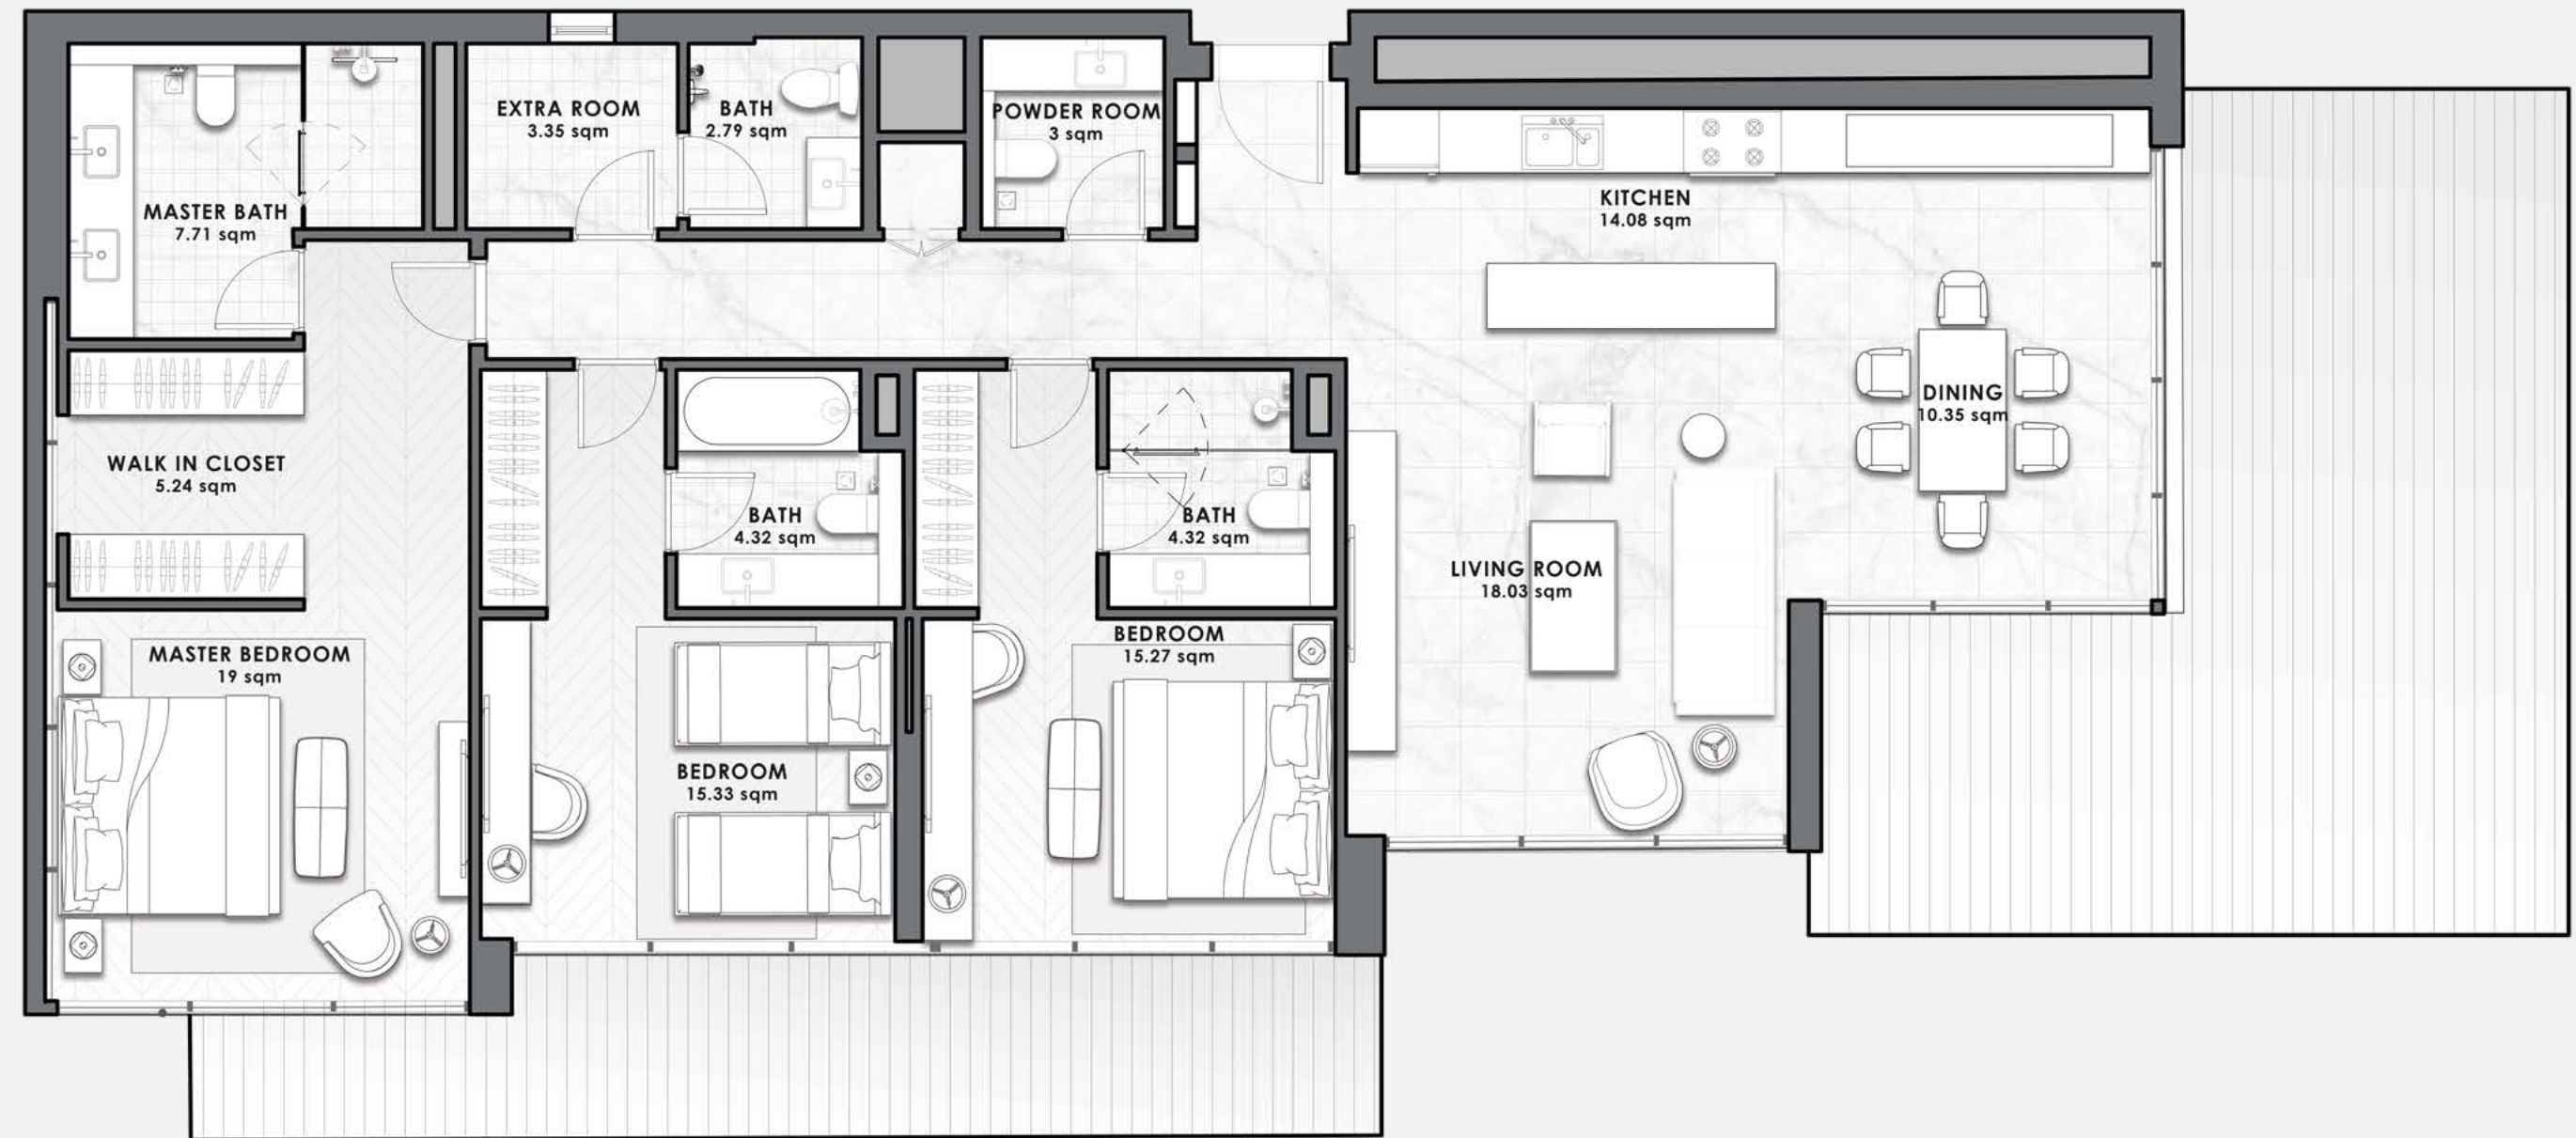 EXTRA ROOM
3.35 sqm
BATH
2.79 sqm
POWDER ROOM
3 sqm
MASTER BATH
7.71 sqm
KITCHEN
14.08 sqm
DINING
10.35 sqm
WALK IN CLOSET
5.24 sqm
BATH
4.32 sqm
BATH
4.32 sqm
LIVING ROOM
18.03 sqm
MASTER BEDROOM
19 sqm
BEDROOM
15.27 sqm
BEDROOM
15.33 sqm